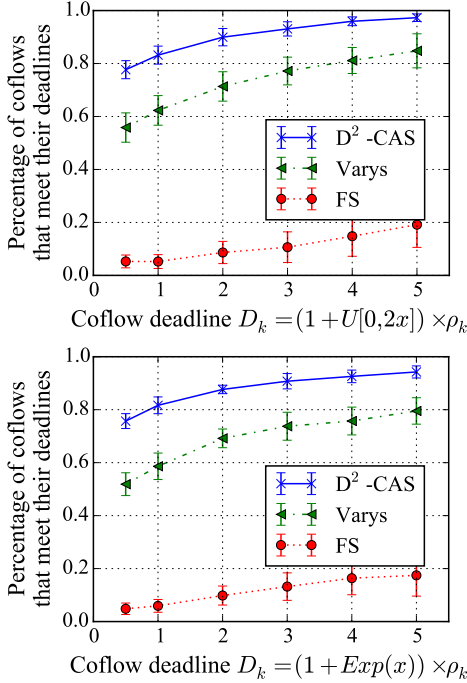 Percentage of coflows
that meet their deadlines
1.0
0.8
0.6
0.4
0.2
0.0
D² -CAS
Varys
FS
0 1 2 3 4 5
Coflow deadline D_k =(1+U[0,2x]) ×ρ_k
Percentage of coflows
that meet their deadlines
1.0
0.8
0.6
0.4
0.2
0.0
D² -CAS
Varys
FS
0 1 2 3 4 5
Coflow deadline D_k =(1+Exp(x)) ×ρ_k